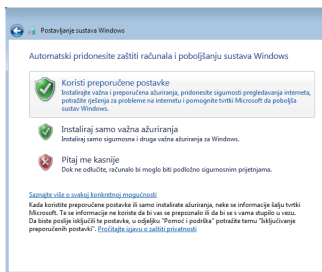 Postavljanje sustava Windows
Automatski pridonesite zaštiti računala i poboljšanju sustava Windows
Koristi preporučene postavke
Instalirajte važna i preporučena ažuriranja, pridonesite sigurnosti pregledavanja interneta,
potražite rješenja za probleme na internetu i pomognite tvrtki Microsoft da poboljša
sustav Windows.
Instaliraj samo važna ažuriranja
Instaliraj samo sigurnosna i druga važna ažuriranja za Windows.
Pitaj me kasnije
Dok ne odlučite, računalo bi moglo biti podložno sigurnosnim prijetnjama.
Saznajte više o svakoj konkretnoj mogućnosti
Kada koristite preporučene postavke ili samo instalirate ažuriranja, neke se informacije šalju tvrtki
Microsoft. Te se informacije ne koriste da bi vas se prepoznalo ili da bi se s vama stupilo u vezu.
Da biste poslije isključili te postavke, u odjeljku "Pomoć i podrška" potražite temu "Isključivanje
preporučenih postavki". Pročitajte izjavu o zaštiti privatnosti